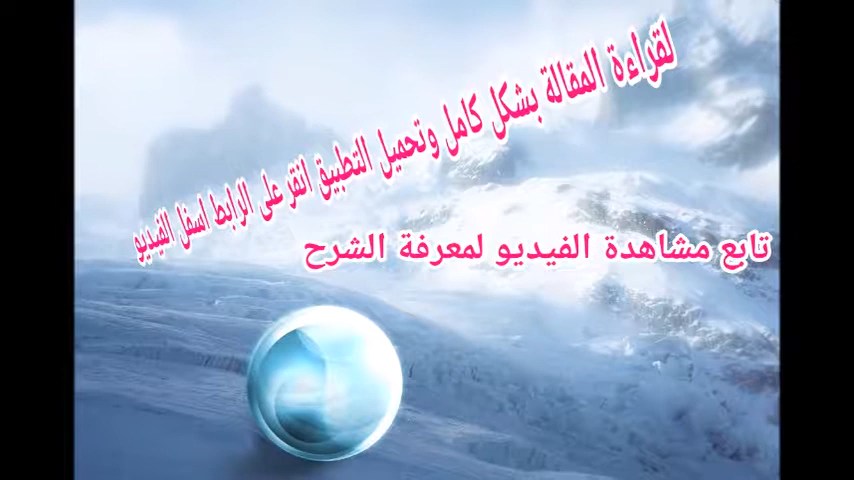 لقراءة المقالة بشكل كامل وتحميل التطبيق انقر على الرابط اسفل الفيديو
تابع مشاهدة الفيديو لمعرفة الشرح